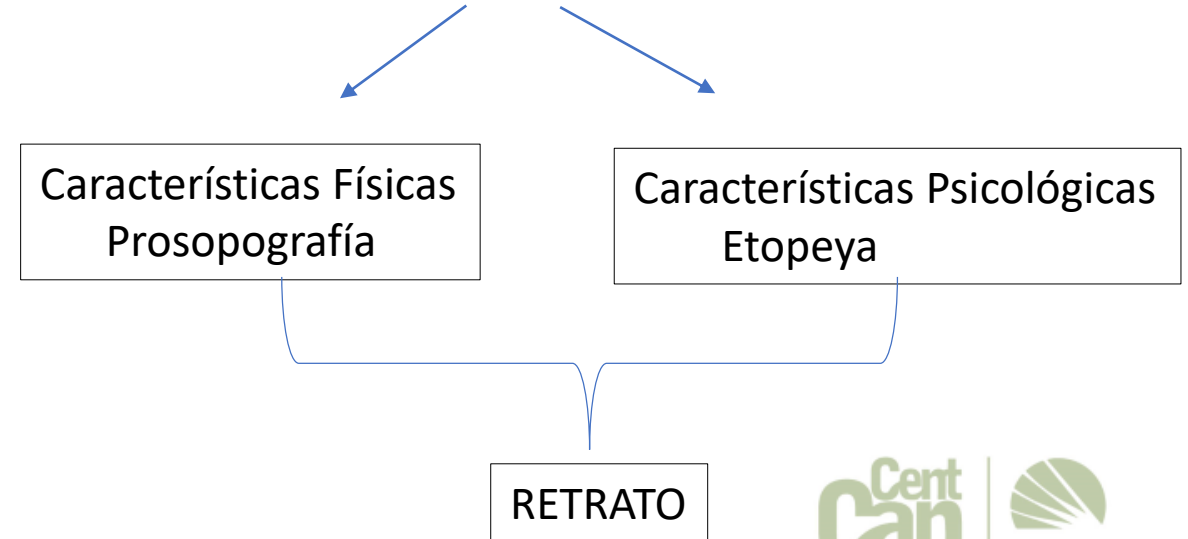 Características Físicas
Prosopografía
Características Psicológicas
Etopeya
RETRATO
Cent
Can